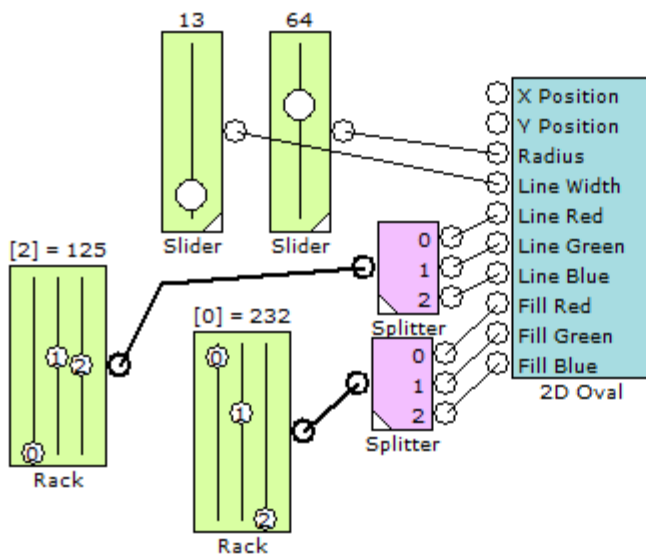 13
64
Slider
Slider
X Position
Y Position
Radius
Line Width
Line Red
Line Green
Line Blue
Fill Red
Fill Green
Fill Blue
2D Oval
0
1
2
Splitter
0
1
2
Splitter
[2] = 125
0
1
2
Rack
[0] = 232
0
1
2
Rack